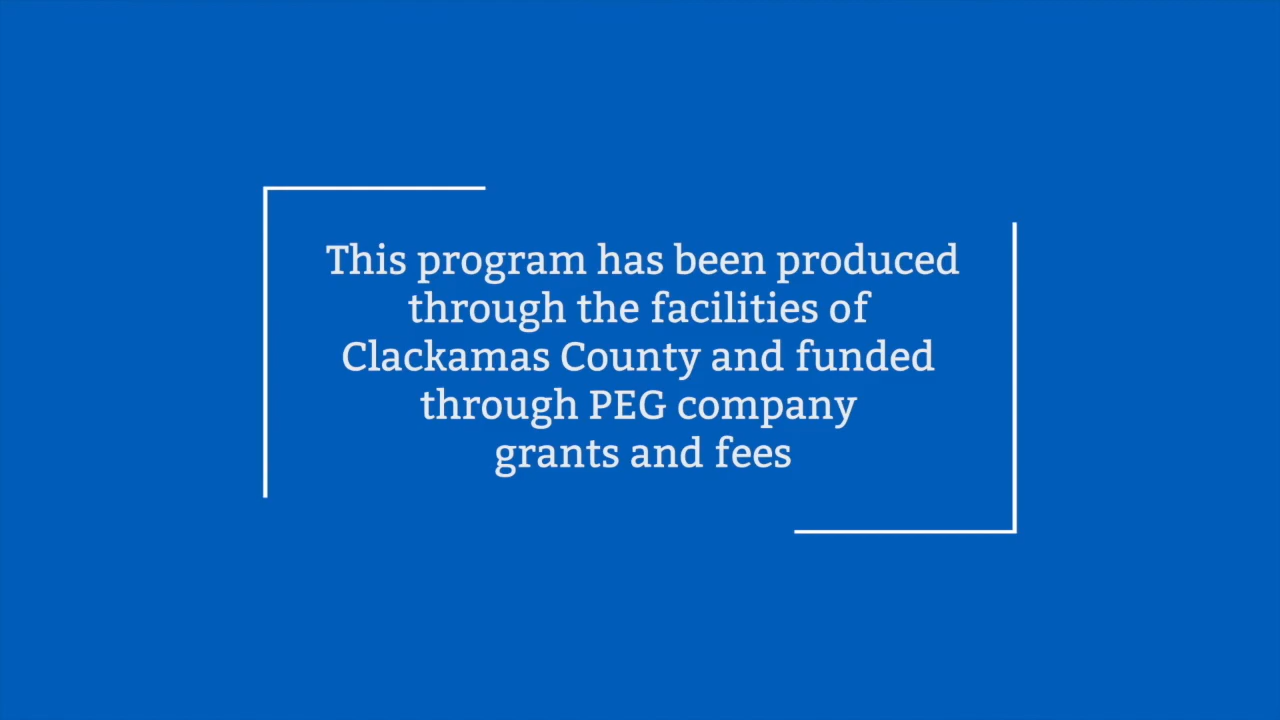 This program has been produced
through the facilities of
Clackamas County and funded
through PEG company
grants and fees